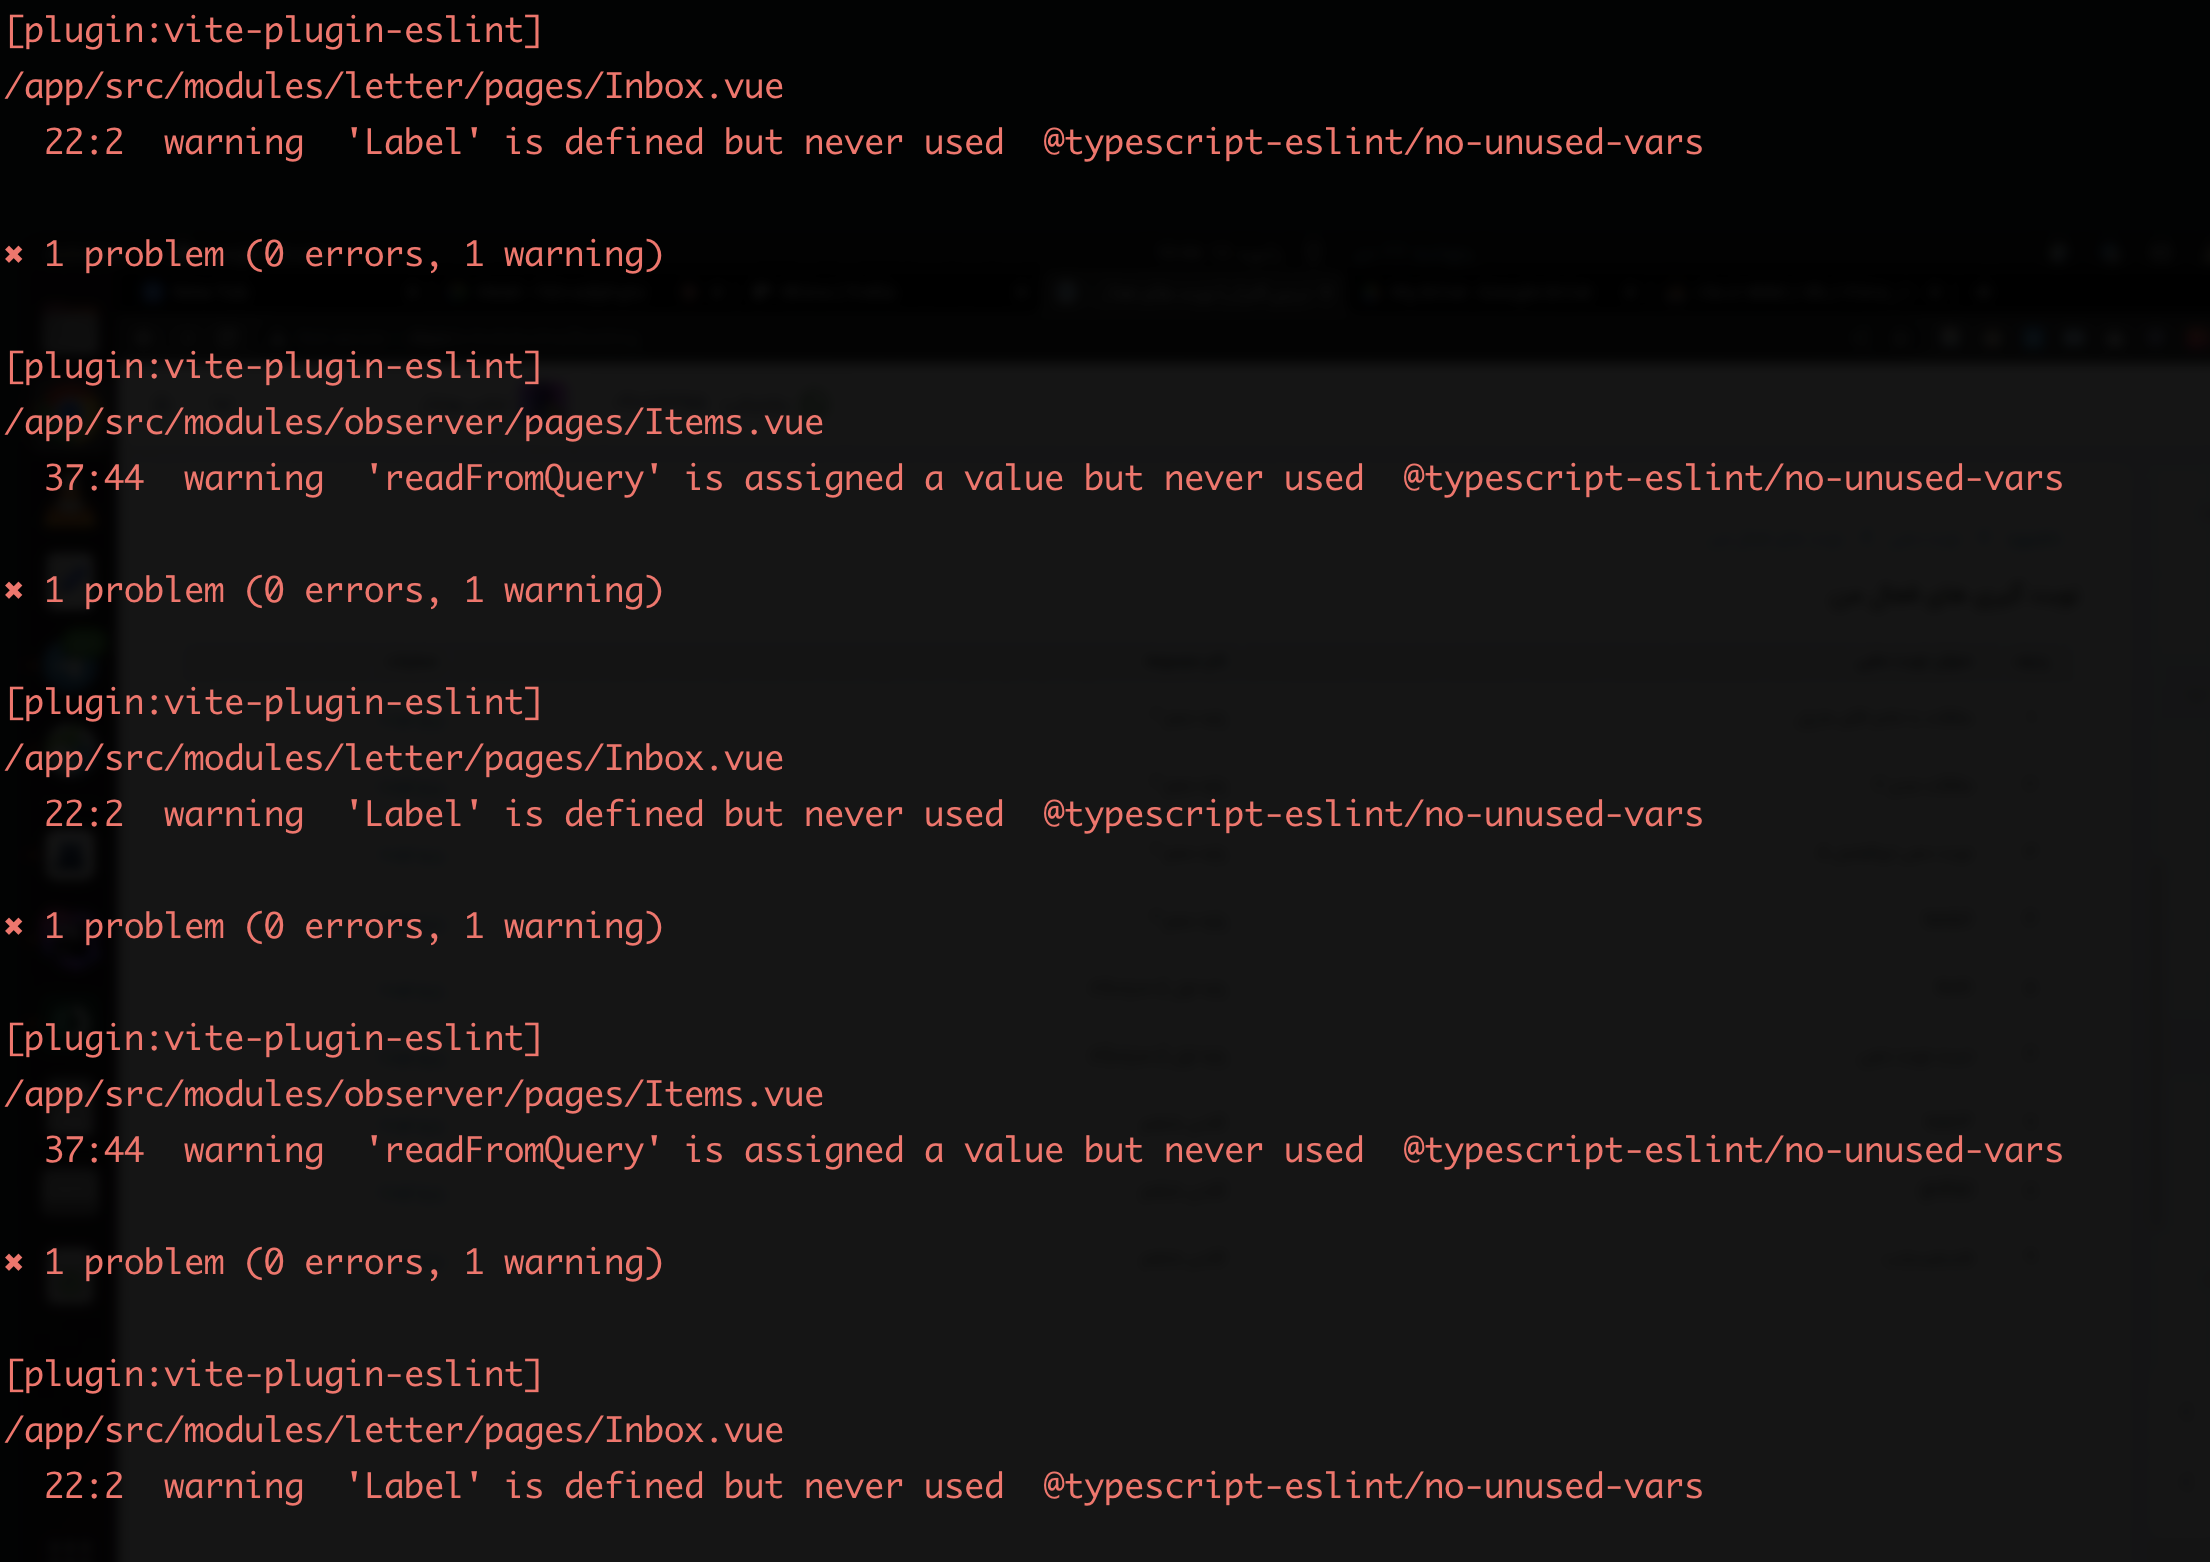 [plugin:vite-plugin-eslint]
/app/src/modules/letter/pages/Inbox.vue
  22:2  warning  'Label' is defined but never used  @typescript-eslint/no-unused-vars
✖ 1 problem (0 errors, 1 warning)
[plugin:vite-plugin-eslint]
/app/src/modules/observer/pages/Items.vue
  37:44  warning  'readFromQuery' is assigned a value but never used  @typescript-eslint/no-unused-vars
✖ 1 problem (0 errors, 1 warning)
[plugin:vite-plugin-eslint]
/app/src/modules/letter/pages/Inbox.vue
  22:2  warning  'Label' is defined but never used  @typescript-eslint/no-unused-vars
✖ 1 problem (0 errors, 1 warning)
[plugin:vite-plugin-eslint]
/app/src/modules/observer/pages/Items.vue
  37:44  warning  'readFromQuery' is assigned a value but never used  @typescript-eslint/no-unused-vars
✖ 1 problem (0 errors, 1 warning)
[plugin:vite-plugin-eslint]
/app/src/modules/letter/pages/Inbox.vue
  22:2  warning  'Label' is defined but never used  @typescript-eslint/no-unused-vars